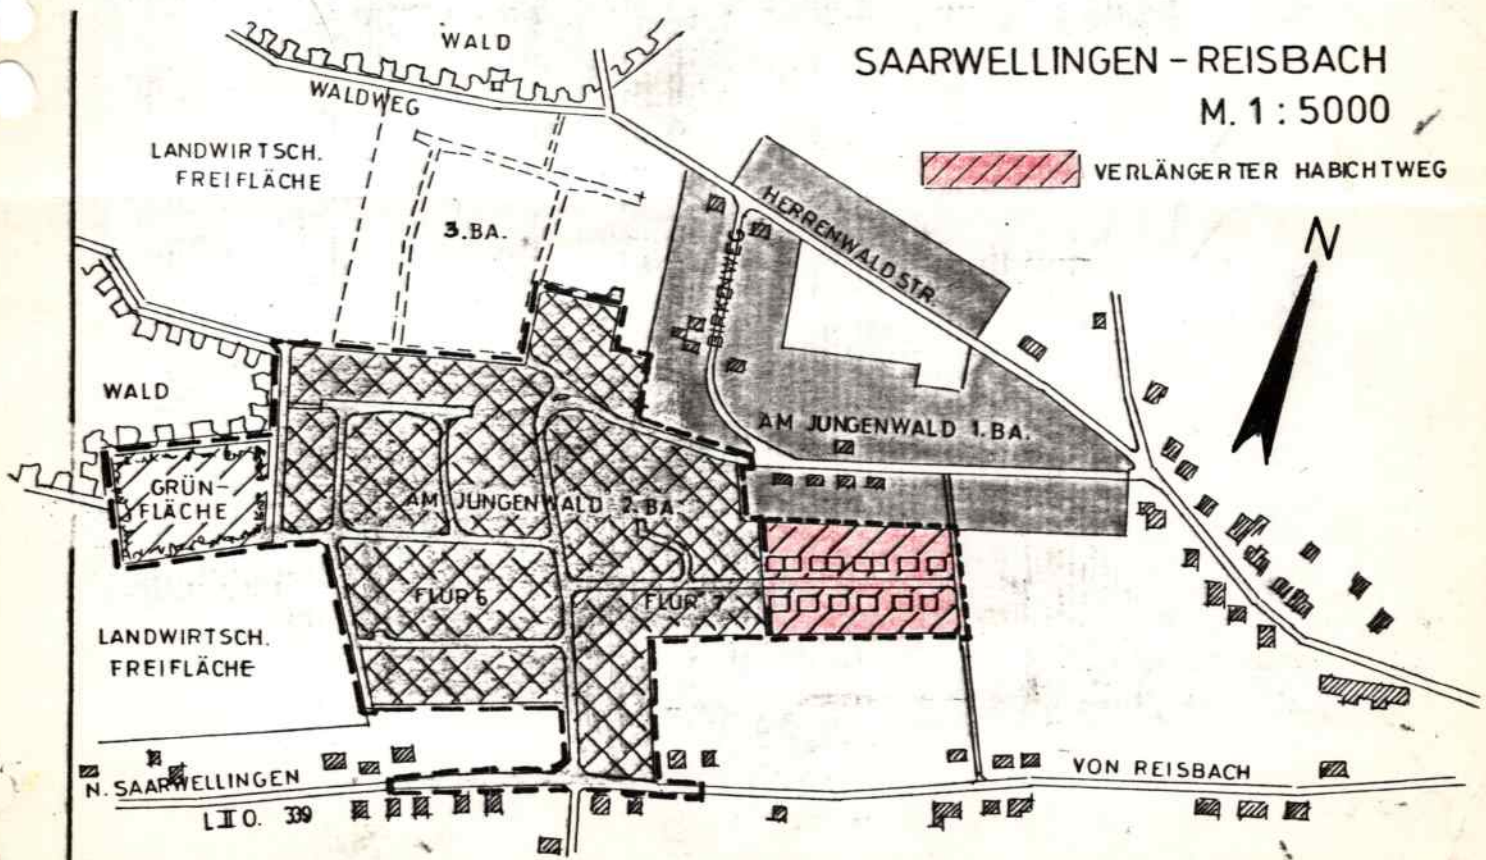 SAARWELLINGEN - REISBACH
M. 1 : 5000
VERLÄNGERTER HABICHTWEG
N
WALD
WALDWEG
LANDWIRTSCH.
FREIFLÄCHE
3.BA.
HERRENWALDSTR.
BIRKENWEG
AM JUNGENWALD 1.BA.
WALD
GRÜN-
FLÄCHE
AM JUNGENWALD 2.BA.
FLUR 6
FLUR 7
LANDWIRTSCH.
FREIFLÄCHE
N. SAARWELLINGEN
L II O. 339
VON REISBACH